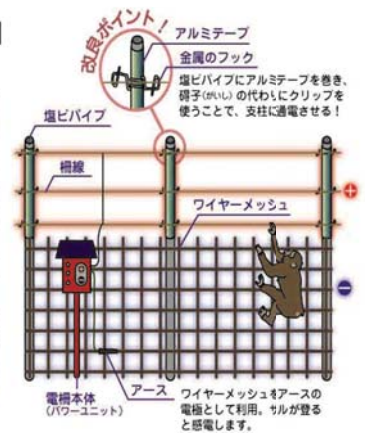 改良ポイント！
アルミテープ
金属のフック
塩ビパイプにアルミテープを巻き、
碍子(がいし)の代わりにクリップを
使うことで、支柱に通電させる！
塩ビパイプ
柵線
ワイヤーメッシュ
+
−
アース
電柵本体
(パワーユニット)
ワイヤーメッシュをアースの
電極として利用。サルが登る
と感電します。